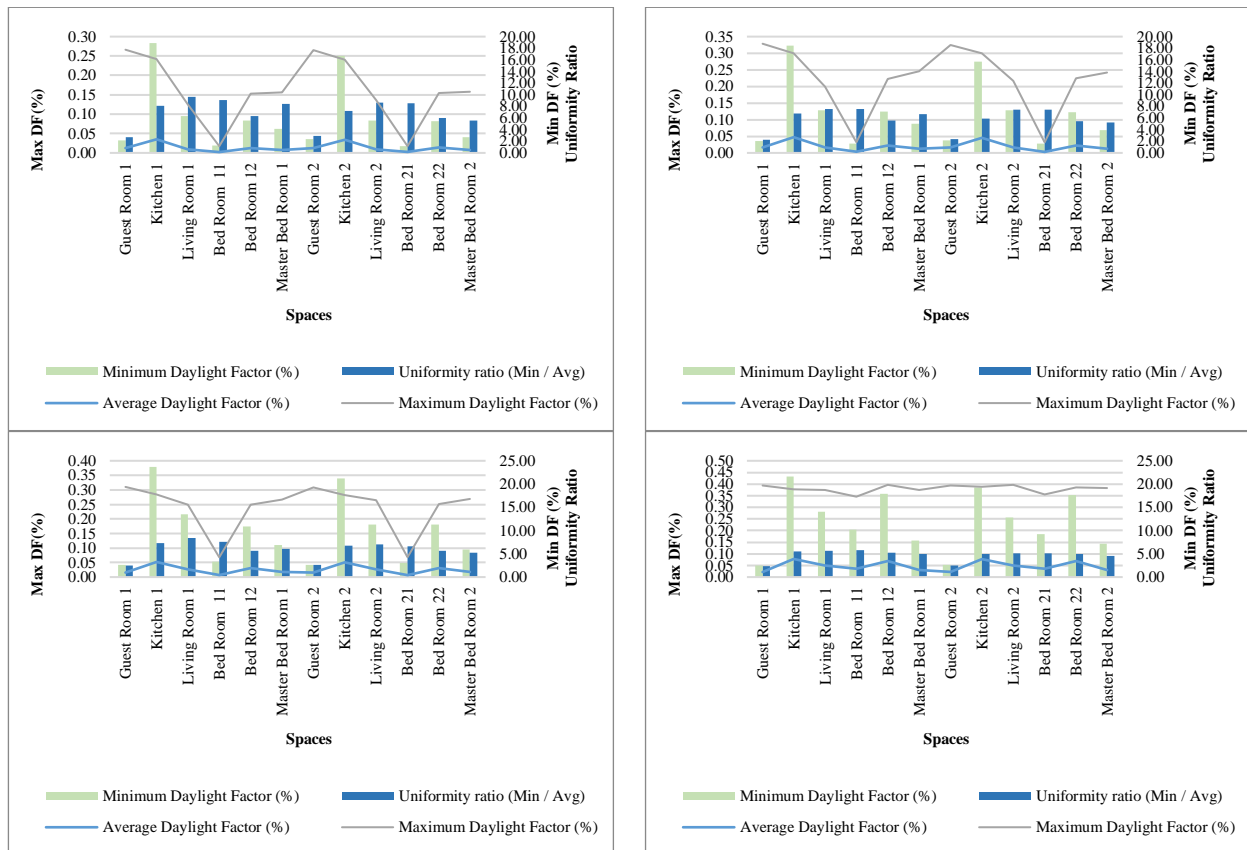 0.30
0.25
0.20
0.15
0.10
0.05
0.00
Max DF(%)
20.00
18.00
16.00
14.00
12.00
10.00
8.00
6.00
4.00
2.00
0.00
Min DF (%)
Uniformity Ratio
Guest Room 1
Kitchen 1
Living Room 1
Bed Room 11
Bed Room 12
Master Bed Room 1
Guest Room 2
Kitchen 2
Living Room 2
Bed Room 21
Bed Room 22
Master Bed Room 2
Spaces
Minimum Daylight Factor (%)
Uniformity ratio (Min / Avg)
Average Daylight Factor (%)
Maximum Daylight Factor (%)
0.35
0.30
0.25
0.20
0.15
0.10
0.05
0.00
Max DF (%)
20.00
18.00
16.00
14.00
12.00
10.00
8.00
6.00
4.00
2.00
0.00
Min DF (%)
Uniformity Ratio
Guest Room 1
Kitchen 1
Living Room 1
Bed Room 11
Bed Room 12
Master Bed Room 1
Guest Room 2
Kitchen 2
Living Room 2
Bed Room 21
Bed Room 22
Master Bed Room 2
Spaces
Minimum Daylight Factor (%)
Uniformity ratio (Min / Avg)
Average Daylight Factor (%)
Maximum Daylight Factor (%)
0.40
0.35
0.30
0.25
0.20
0.15
0.10
0.05
0.00
Max DF (%)
25.00
20.00
15.00
10.00
5.00
0.00
Min DF (%)
Uniformity Ratio
Guest Room 1
Kitchen 1
Living Room 1
Bed Room 11
Bed Room 12
Master Bed Room 1
Guest Room 2
Kitchen 2
Living Room 2
Bed Room 21
Bed Room 22
Master Bed Room 2
Spaces
Minimum Daylight Factor (%)
Uniformity ratio (Min / Avg)
Average Daylight Factor (%)
Maximum Daylight Factor (%)
0.50
0.45
0.40
0.35
0.30
0.25
0.20
0.15
0.10
0.05
0.00
Max DF(%)
25.00
20.00
15.00
10.00
5.00
0.00
Min DF (%)
Uniformity Ratio
Guest Room 1
Kitchen 1
Living Room 1
Bed Room 11
Bed Room 12
Master Bed Room 1
Guest Room 2
Kitchen 2
Living Room 2
Bed Room 21
Bed Room 22
Master Bed Room 2
Spaces
Minimum Daylight Factor (%)
Uniformity ratio (Min / Avg)
Average Daylight Factor (%)
Maximum Daylight Factor (%)